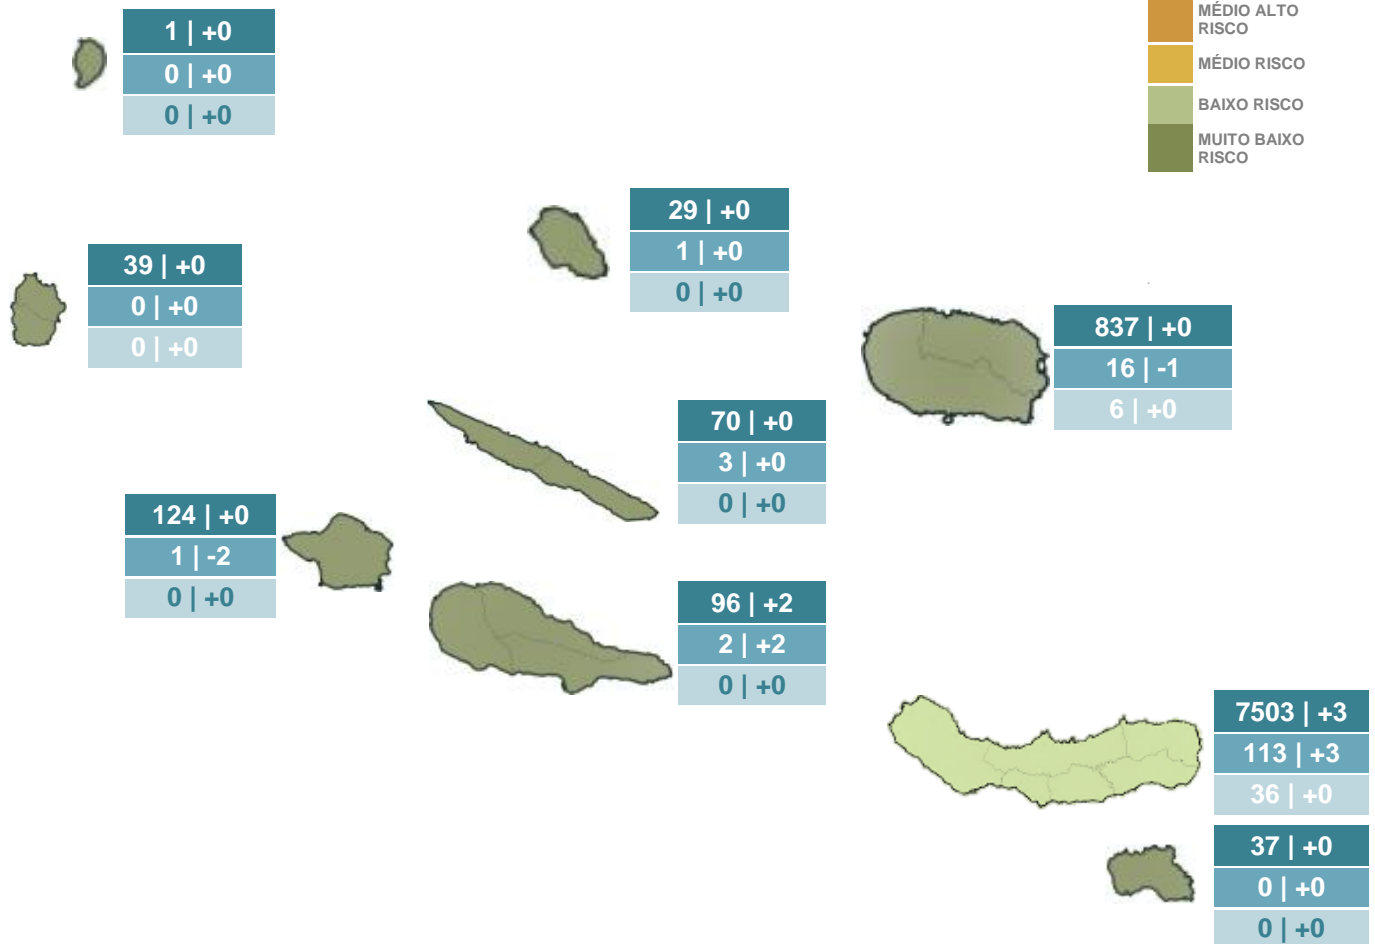 MÉDIO ALTO
RISCO
MÉDIO RISCO
BAIXO RISCO
MUITO BAIXO
RISCO
1 | +0
0 | +0
0 | +0
29 | +0
1 | +0
0 | +0
39 | +0
0 | +0
0 | +0
837 | +0
16 | -1
6 | +0
70 | +0
3 | +0
0 | +0
124 | +0
1 | -2
0 | +0
96 | +2
2 | +2
0 | +0
7503 | +3
113 | +3
36 | +0
37 | +0
0 | +0
0 | +0